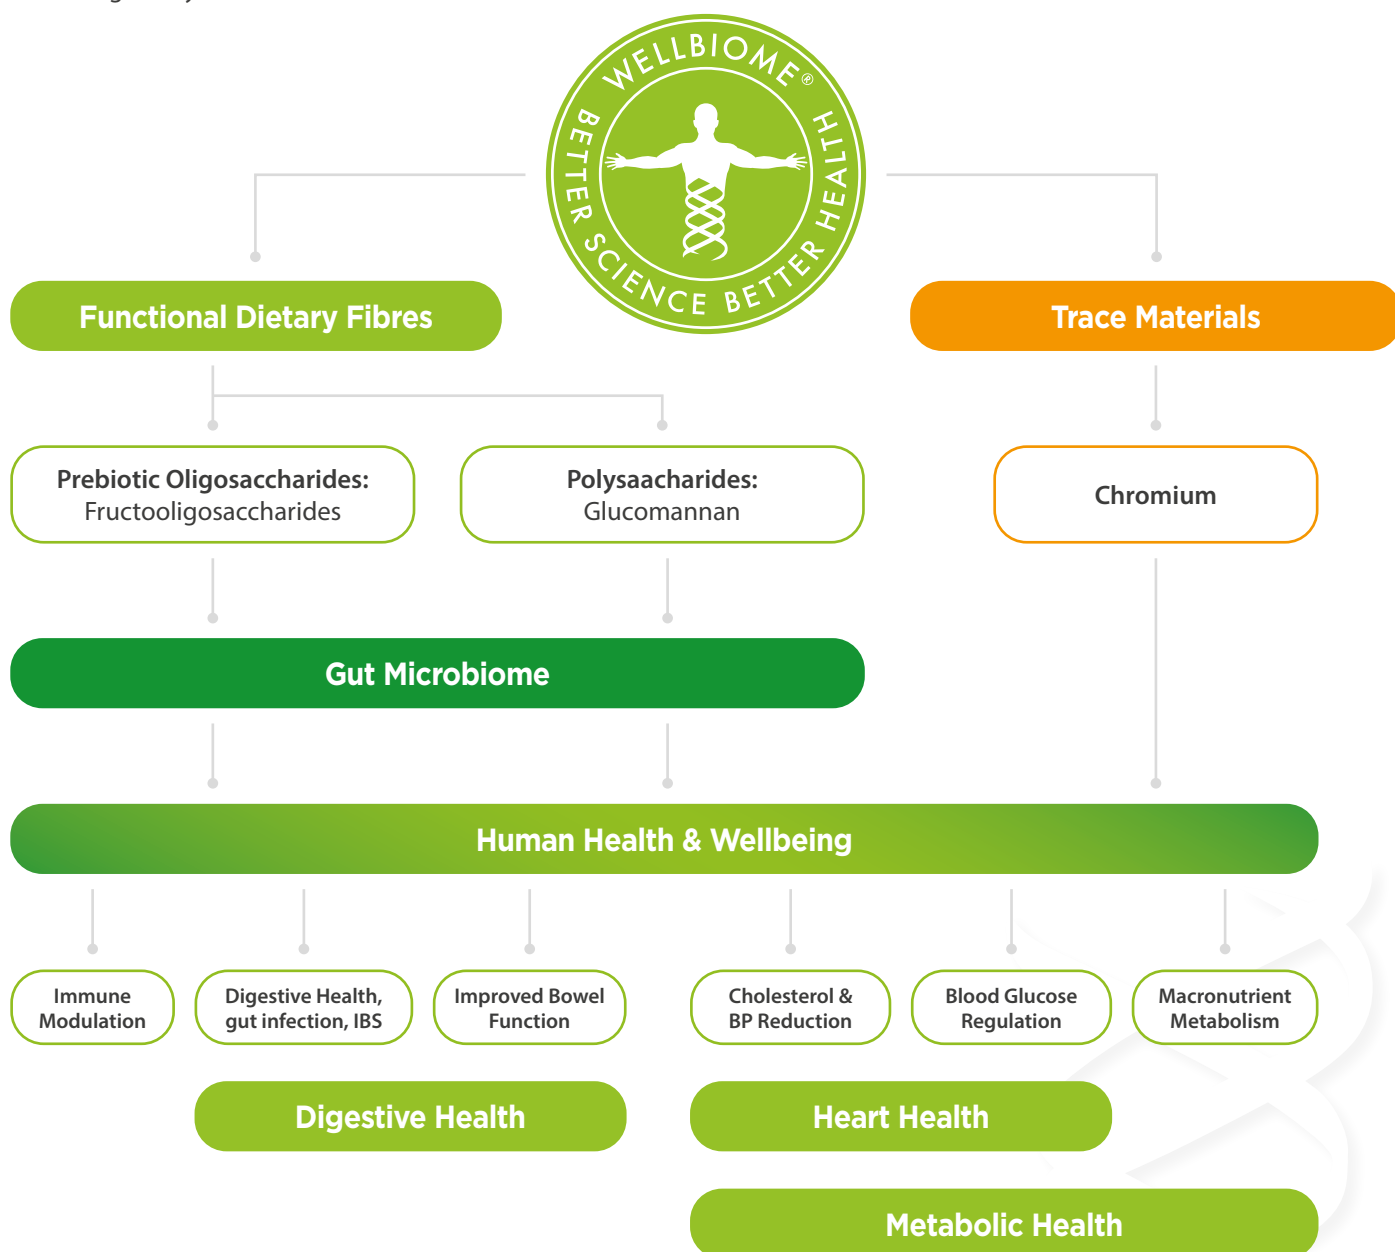 WELLBIOME®
BETTER SCIENCE BETTER HEALTH
Functional Dietary Fibres
Trace Materials
Prebiotic Oligosaccharides:
Fructooligosaccharides
Polysaacharides:
Glucomannan
Chromium
Gut Microbiome
Human Health & Wellbeing
Immune
Modulation
Digestive Health,
gut infection, IBS
Improved Bowel
Function
Cholesterol &
BP Reduction
Blood Glucose
Regulation
Macronutrient
Metabolism
Digestive Health
Heart Health
Metabolic Health